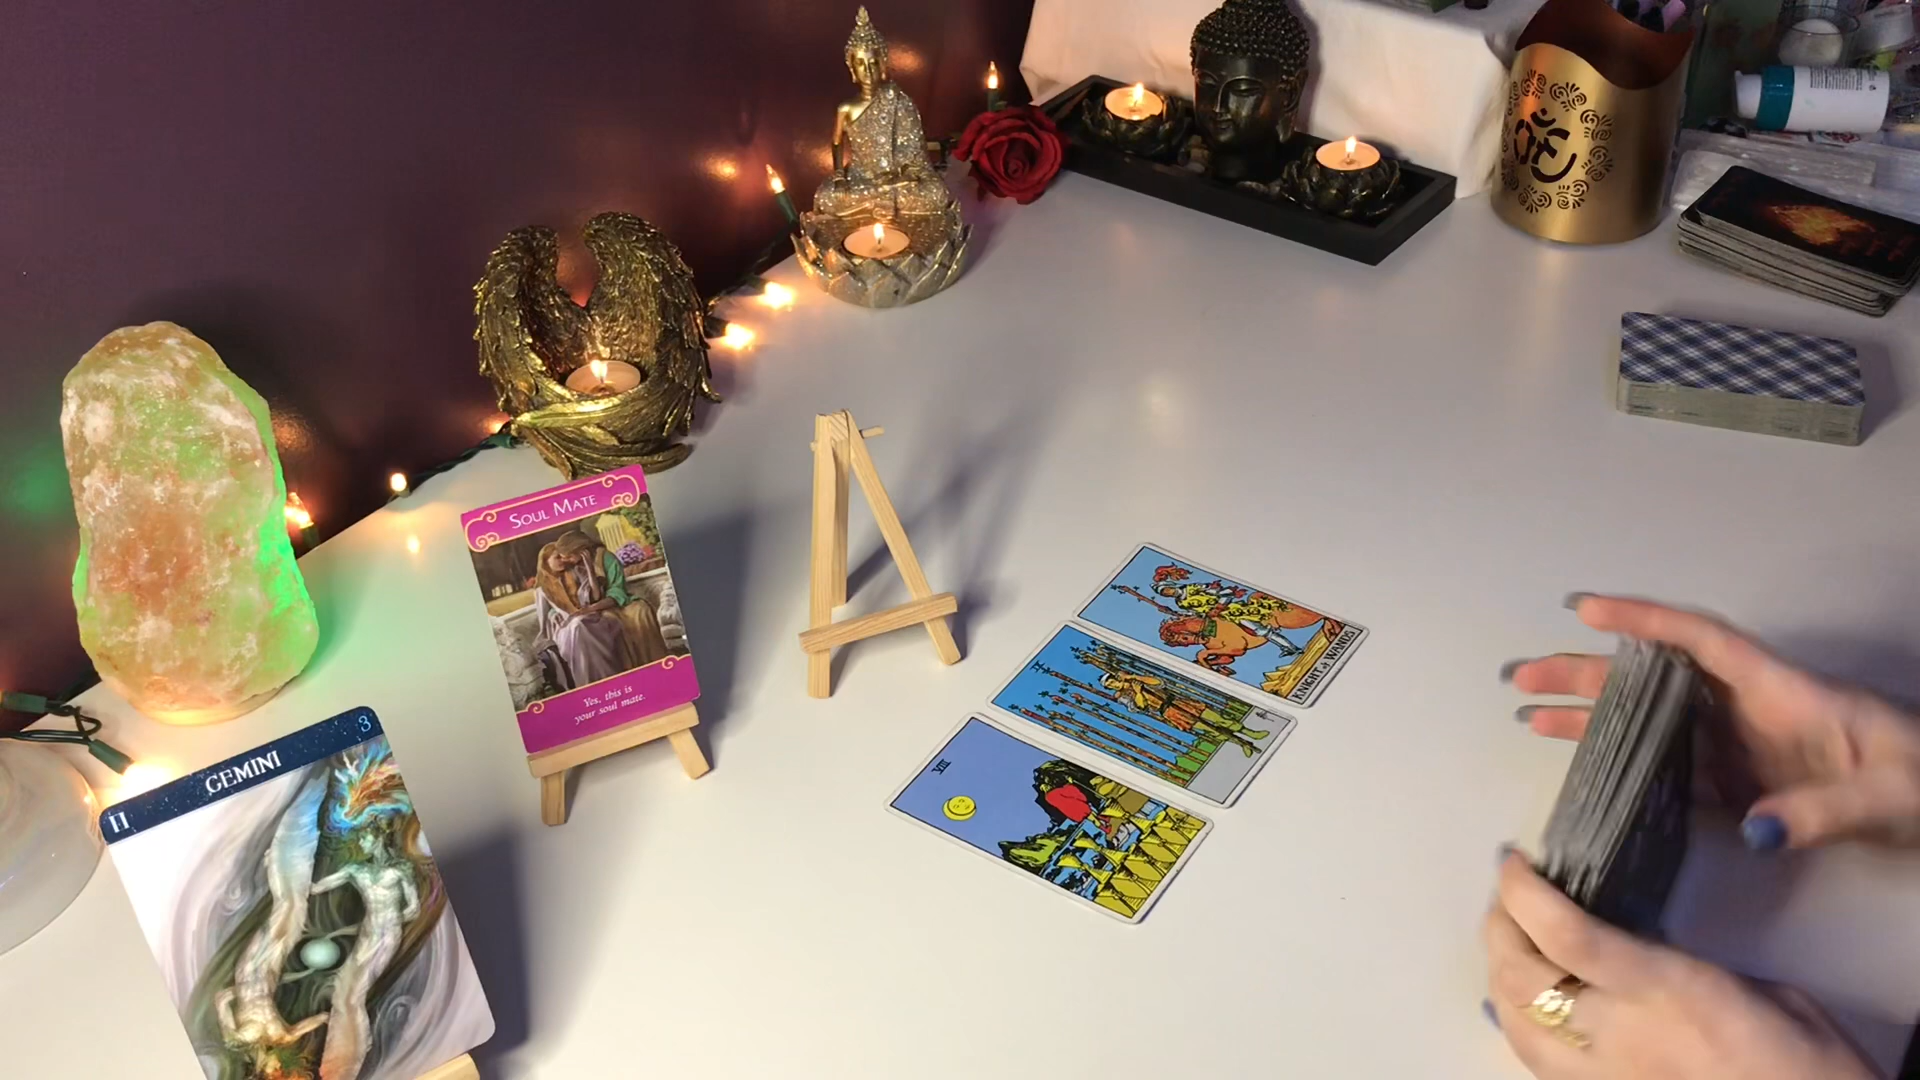 SOUL MATE
Yes, this is
your soul mate.
3
GEMINI
II
KNIGHT of WANDS
VIII
ॐ